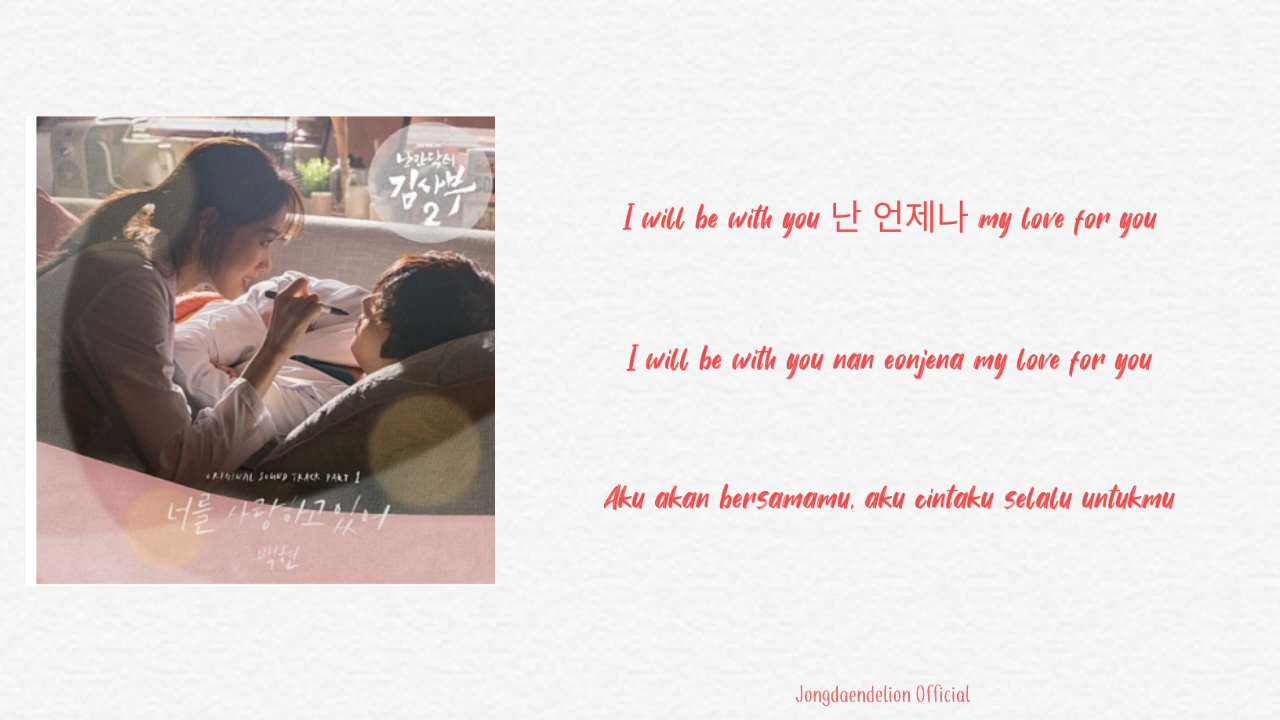 낭만닥터
김사부
2
ORIGINAL SOUND TRACK PART 1
너를 사랑하고 있어
백현
I will be with you 난 언제나 my love for you
I will be with you nan eonjena my love for you
Aku akan bersamamu, aku cintaku selalu untukmu
Jongdaendelion Official